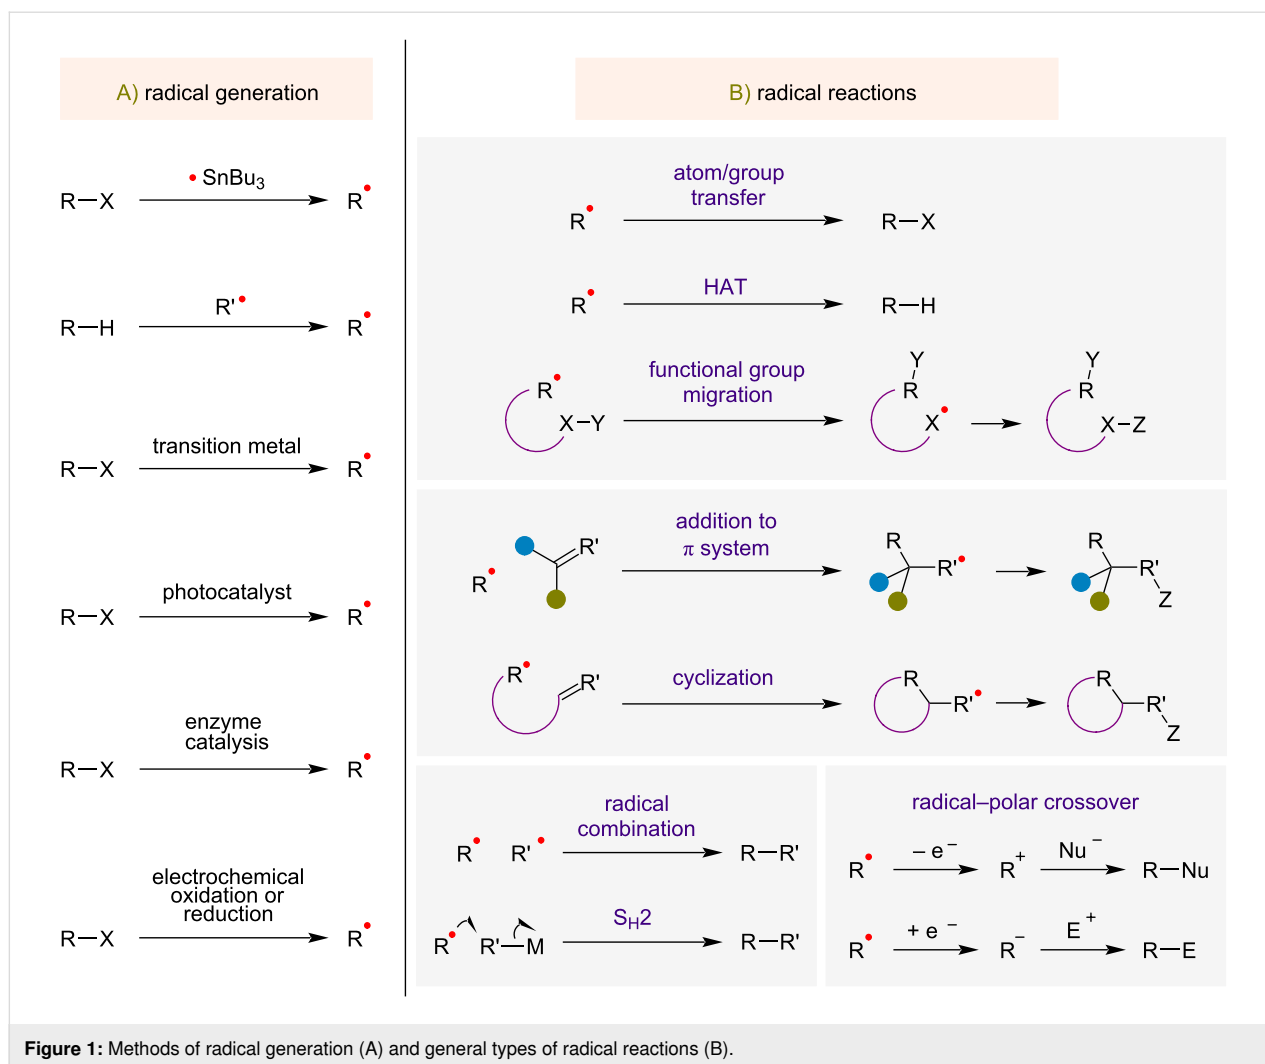 A) radical generation
• SnBu3
R–X R•
R'•
R–H R•
transition metal
R–X R•
photocatalyst
R–X R•
enzyme
catalysis
R–X R•
electrochemical
oxidation or
reduction
R–X R•
B) radical reactions
atom/group
transfer
R• R–X
HAT
R• R–H
functional group
migration
R• X–Y Y R X• Y R X–Z
addition to
π system
R• R' R R'• R R' Z
cyclization
R• R' R R'• R R' Z
radical
combination
R• R'• R–R'
SH2
R• R'–M R–R'
radical–polar crossover
– e– Nu–
R• R+ R–Nu
+ e– E+
R• R– R–E
Figure 1: Methods of radical generation (A) and general types of radical reactions (B).